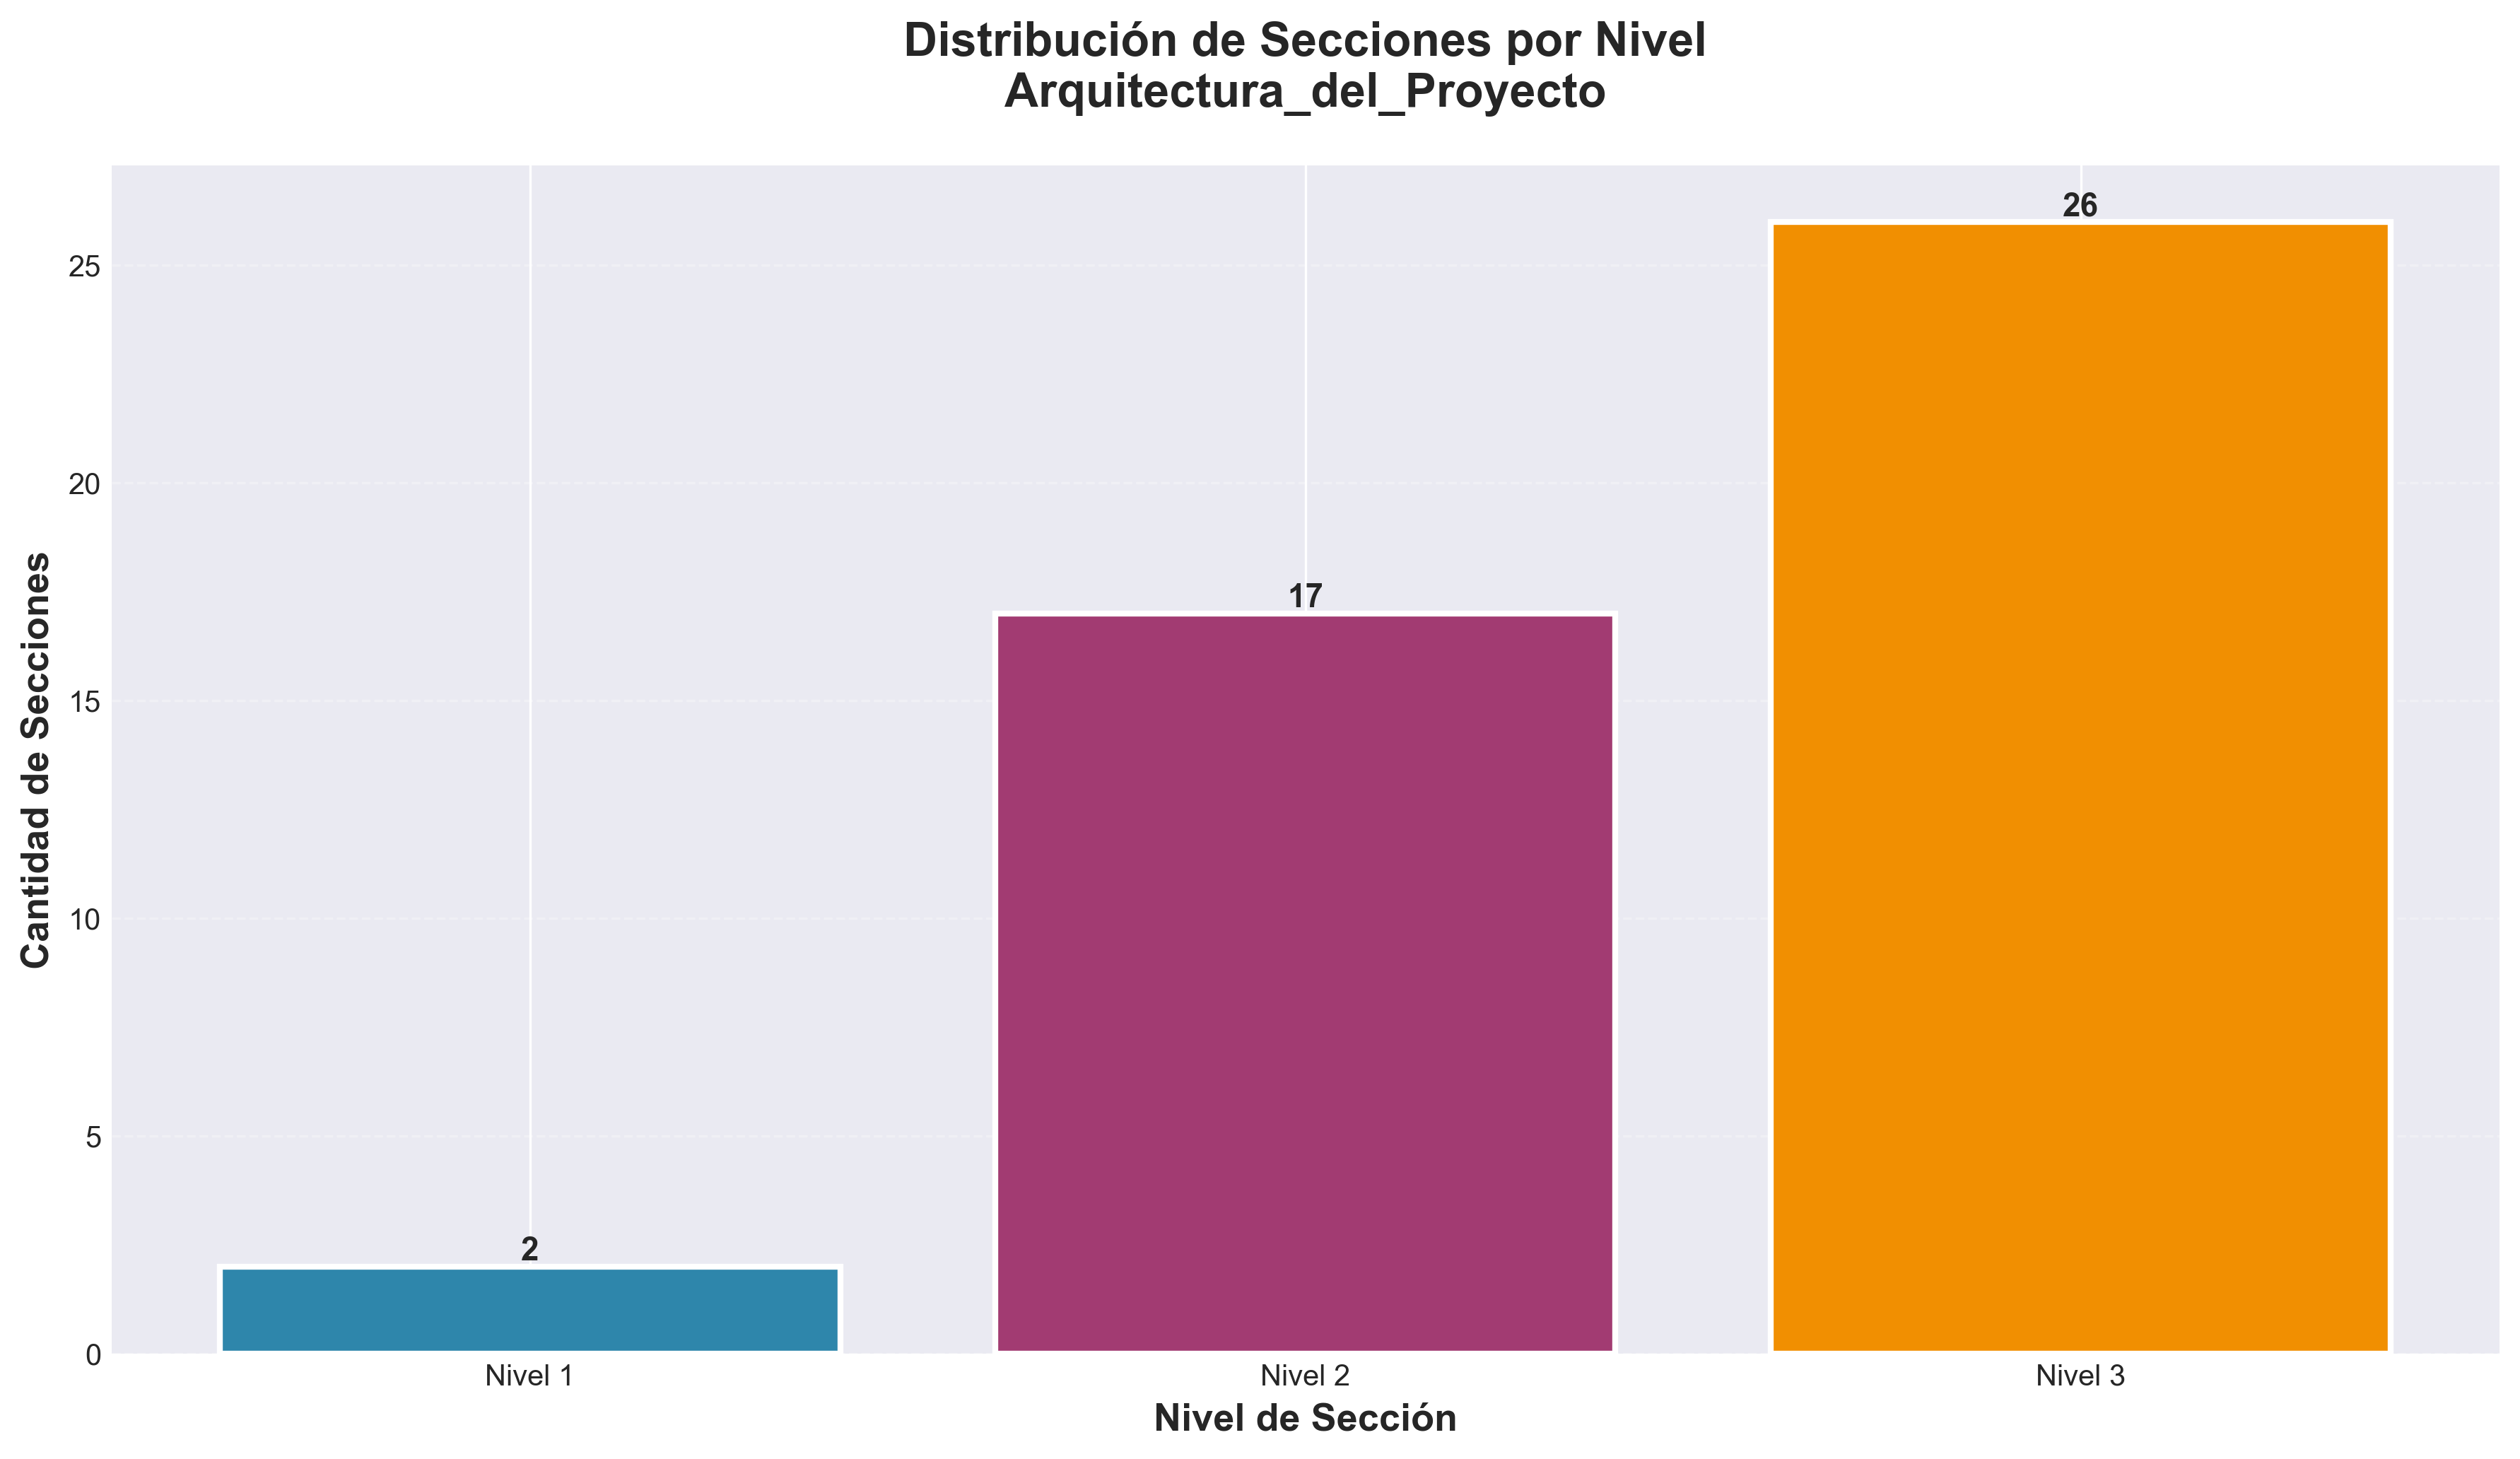 Distribución de Secciones por Nivel
Arquitectura_del_Proyecto
Cantidad de Secciones
25
20
15
10
5
0
2
17
26
Nivel 1
Nivel 2
Nivel 3
Nivel de Sección